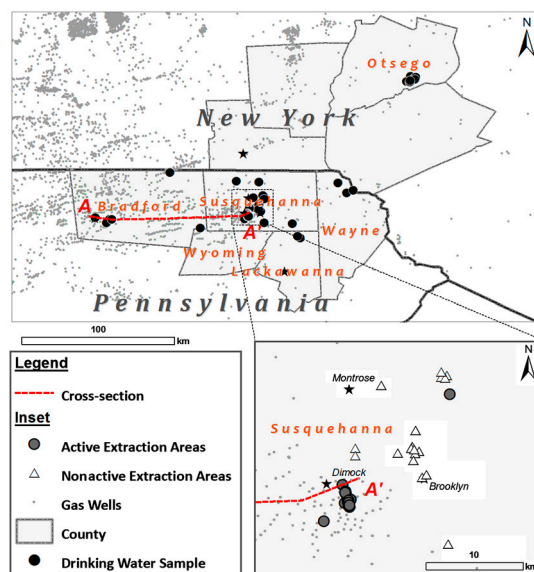 N
Otsego
New York
A
Bradford
Susquehanna
A'
Wayne
Wyoming
Lackawanna
Pennsylvania
100
km
Legend
Cross-section
Inset
Active Extraction Areas
Nonactive Extraction Areas
Gas Wells
County
Drinking Water Sample
N
Montrose
Susquehanna
Dimock
A'
Brooklyn
10
km